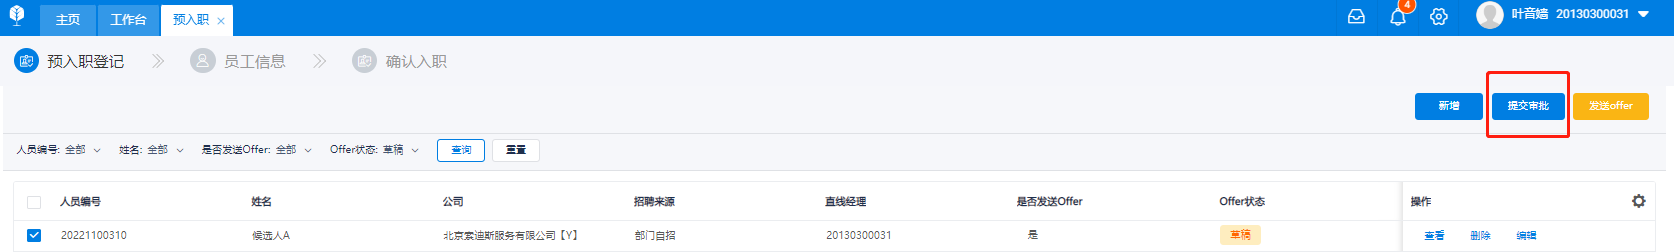 主页 工作台 预入职 × 4 叶音嬉 20130300031
预入职登记 员工信息 确认入职
新增 提交审批 发送offer
人员编号: 全部 姓名: 全部 是否发送Offer: 全部 Offer状态: 草稿 查询 重置
人员编号 姓名 公司 招聘来源 直线经理 是否发送Offer Offer状态 操作
20221100310 候选人A 北京索迪斯服务有限公司【Y】 部门自招 20130300031 是 草稿 查看 删除 编辑